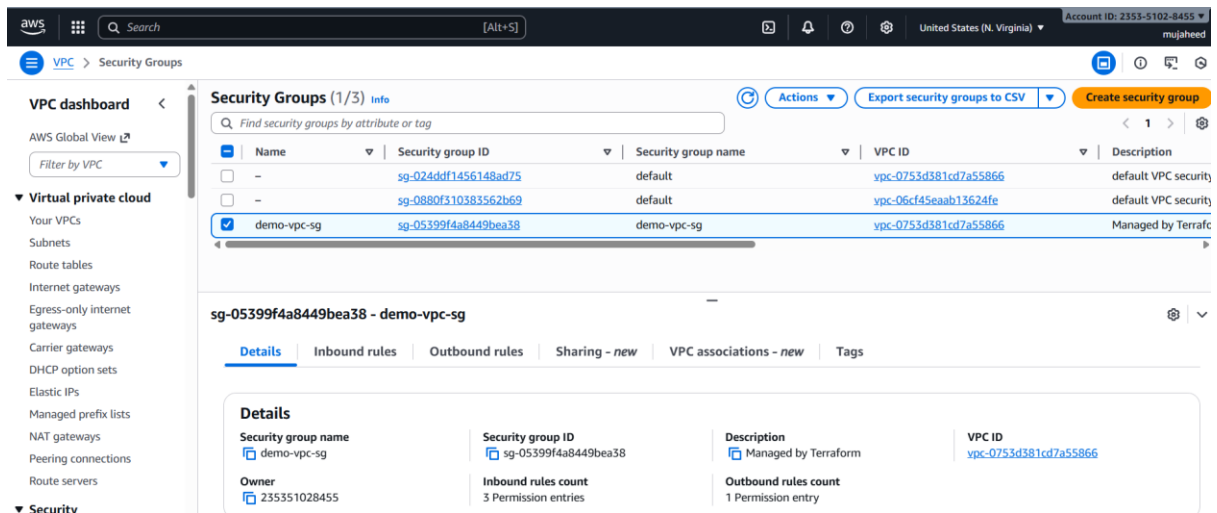 aws
Search [Alt+S]
United States (N. Virginia) ▼
Account ID: 2353-5102-8455 ▼
mujaheed
VPC > Security Groups
VPC dashboard
AWS Global View
Filter by VPC
Virtual private cloud
Your VPCs
Subnets
Route tables
Internet gateways
Egress-only internet
gateways
Carrier gateways
DHCP option sets
Elastic IPs
Managed prefix lists
NAT gateways
Peering connections
Route servers
Security
Security Groups (1/3) Info
Actions ▼
Export security groups to CSV
Create security group
Find security groups by attribute or tag
< 1 >
Name Security group ID Security group name VPC ID Description
– sg-024ddf1456148ad75 default vpc-0753d381cd7a55866 default VPC security
– sg-0880f310383562b69 default vpc-06cf45eaab13624fe default VPC security
demo-vpc-sg sg-05399f4a8449bea38 demo-vpc-sg vpc-0753d381cd7a55866 Managed by Terrafo
sg-05399f4a8449bea38 - demo-vpc-sg
Details Inbound rules Outbound rules Sharing - new VPC associations - new Tags
Details
Security group name Security group ID Description VPC ID
demo-vpc-sg sg-05399f4a8449bea38 Managed by Terraform vpc-0753d381cd7a55866
Owner Inbound rules count Outbound rules count
235351028455 3 Permission entries 1 Permission entry